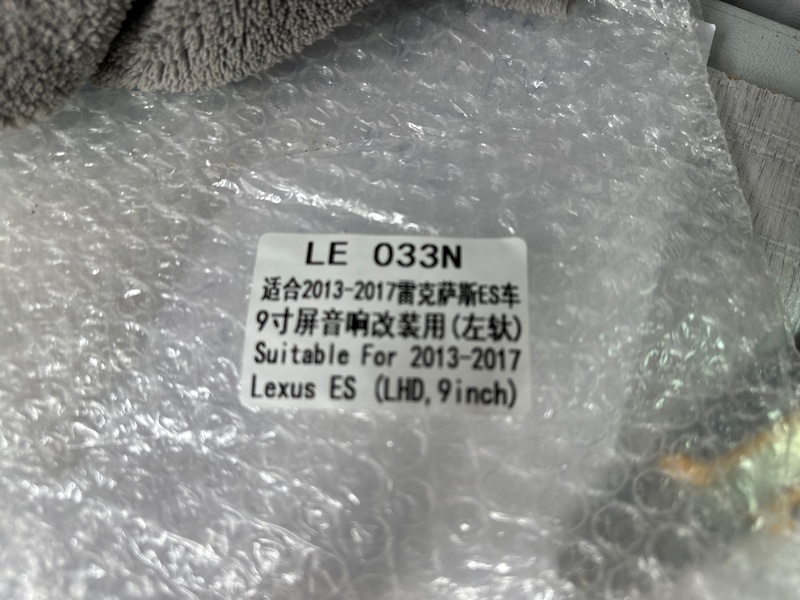 LE 033N
适合2013-2017雷克萨斯ES车
9寸屏音响改装用(左钛)
Suitable For 2013-2017
Lexus ES (LHD,9inch)